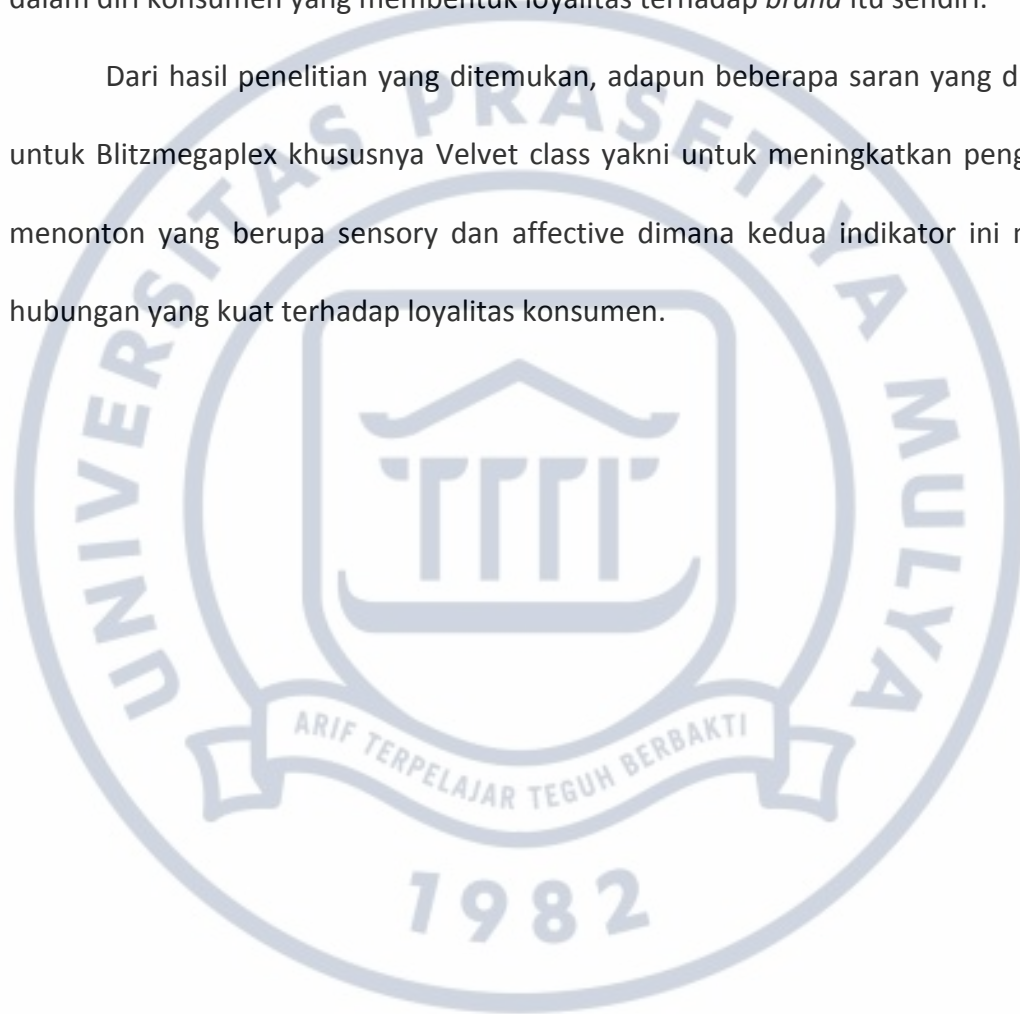 dalam diri konsumen yang membentuk loyalitas terhadap brand itu sendiri.
Dari hasil penelitian yang ditemukan, adapun beberapa saran yang d
untuk Blitzmegaplex khususnya Velvet class yakni untuk meningkatkan peng
menonton yang berupa sensory dan affective dimana kedua indikator ini
hubungan yang kuat terhadap loyalitas konsumen.
UNIVERSITAS PRASETIYA MULYA
ARIF TERPELAJAR TEGUH BERBAKTI
1982